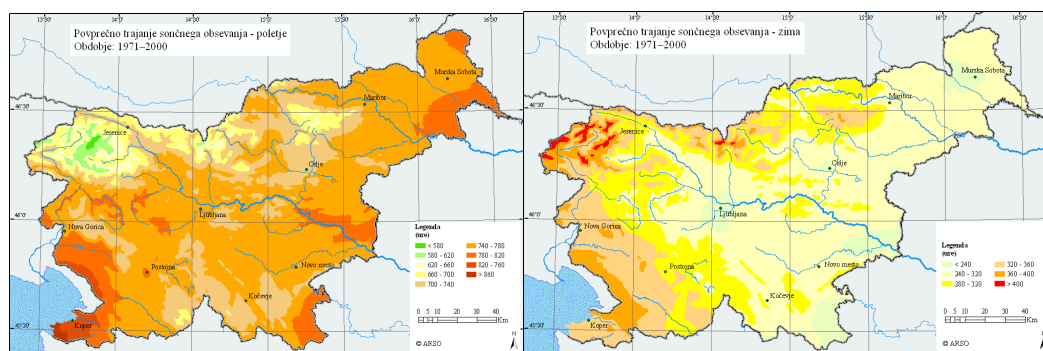 13°30' 14°0' 14°30' 15°0' 15°30' 16°0' 16°30'
Povprečno trajanje sončnega obsevanja - poletje
Obdobje: 1971–2000
Murska Sobota
Maribor
46°30'
Jesenice
Celje
46°0'
Ljubljana
Nova Gorica
Postojna
Novo mesto
Kočevje
Koper
45°30'
Legenda
(ure)
< 580 740 - 780
580 - 620 780 - 820
620 - 660 820 - 760
660 - 700 > 860
700 - 740
0 5 10 20 30 40
Km
N
© ARSO
13°30' 14°0' 14°30' 15°0' 15°30' 16°0' 16°30'
Povprečno trajanje sončnega obsevanja - zima
Obdobje: 1971–2000
Murska Sobota
Maribor
46°30'
Jesenice
Celje
46°0'
Ljubljana
Nova Gorica
Postojna
Novo mesto
Kočevje
Koper
45°30'
Legenda
(ure)
< 240 320 - 360
240 - 320 360 - 400
280 - 320 > 400
0 5 10 20 30 40
Km
N
© ARSO